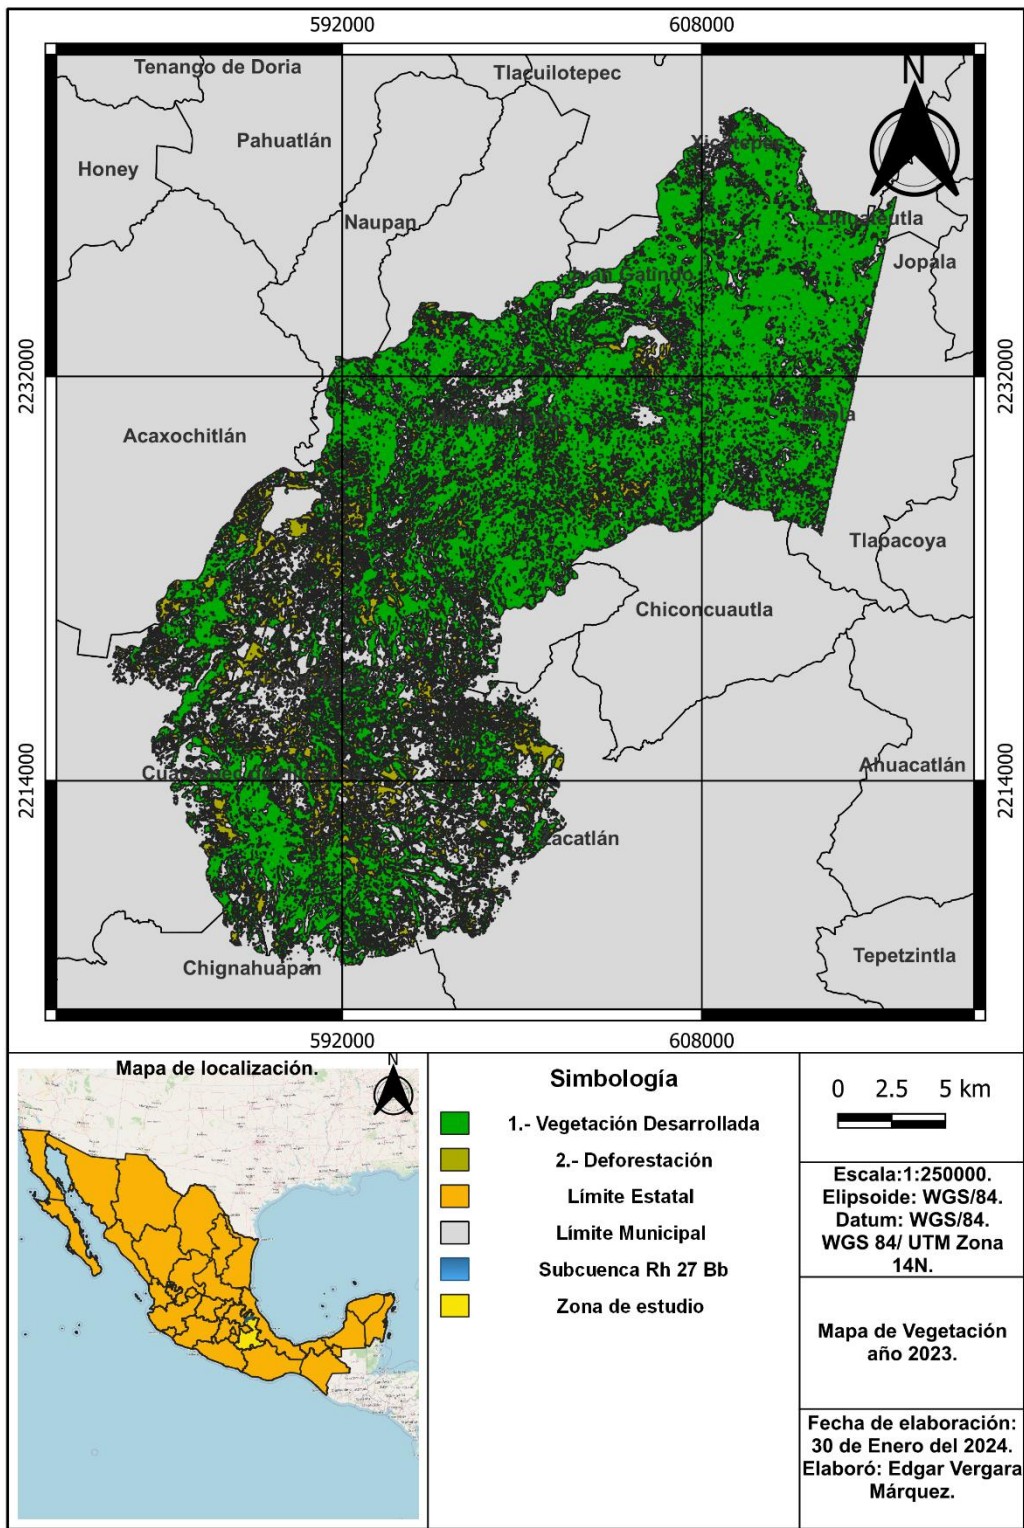 592000
608000
Tenango de Doria
Tlacuilotepec
N
Pahuatlán
Honey
Naupan
Zihuateutla
Jopala
Juan Galindo
2232000
2232000
Acaxochitlán
Tlapacoya
Chiconcuautla
2214000
2214000
Ahuacatlán
Zacatlán
Tepetzintla
Chignahuapan
592000
608000
Mapa de localización.
N
Simbología
1.- Vegetación Desarrollada
2.- Deforestación
Límite Estatal
Límite Municipal
Subcuenca Rh 27 Bb
Zona de estudio
0 2.5 5 km
Escala:1:250000.
Elipsoide: WGS/84.
Datum: WGS/84.
WGS 84/ UTM Zona
14N.
Mapa de Vegetación
año 2023.
Fecha de elaboración:
30 de Enero del 2024.
Elaboró: Edgar Vergara
Márquez.